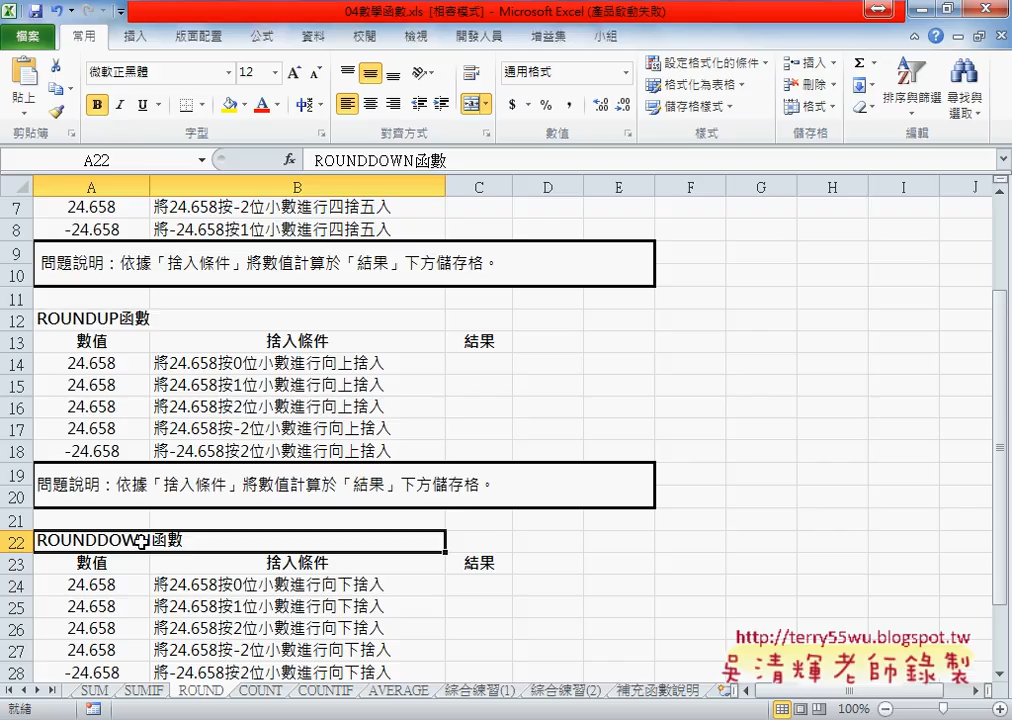 04數學函數.xls [相容模式] - Microsoft Excel (產品啟動失敗)
檔案 常用 插入 版面配置 公式 資料 校閱 檢視 開發人員 增益集 小組
微軟正黑體 12 通用格式 設定格式化的條件 插入 Σ
貼上 格式化為表格 刪除 排序與篩選 尋找與選取
B I U $ % , 儲存格樣式 格式
剪貼簿 字型 對齊方式 數值 樣式 儲存格 編輯
A22 fx ROUNDDOWN函數
A B C D E F G H I J
7 24.658 將24.658按-2位小數進行四捨五入
8 -24.658 將-24.658按1位小數進行四捨五入
9
問題說明：依據「捨入條件」將數值計算於「結果」下方儲存格。
10
11
12 ROUNDUP函數
13 數值 捨入條件 結果
14 24.658 將24.658按0位小數進行向上捨入
15 24.658 將24.658按1位小數進行向上捨入
16 24.658 將24.658按2位小數進行向上捨入
17 24.658 將24.658按-2位小數進行向上捨入
18 -24.658 將-24.658按2位小數進行向上捨入
19
問題說明：依據「捨入條件」將數值計算於「結果」下方儲存格。
20
21
22 ROUNDDOWN函數
23 數值 捨入條件 結果
24 24.658 將24.658按0位小數進行向下捨入
25 24.658 將24.658按1位小數進行向下捨入
26 24.658 將24.658按2位小數進行向下捨入
27 24.658 將24.658按-2位小數進行向下捨入
28 -24.658 將-24.658按2位小數進行向下捨入
http://terry55wu.blogspot.tw
吳清輝老師錄製
SUM SUMIF ROUND COUNT COUNTIF AVERAGE 綜合練習(1) 綜合練習(2) 補充函數說明
就緒 100%